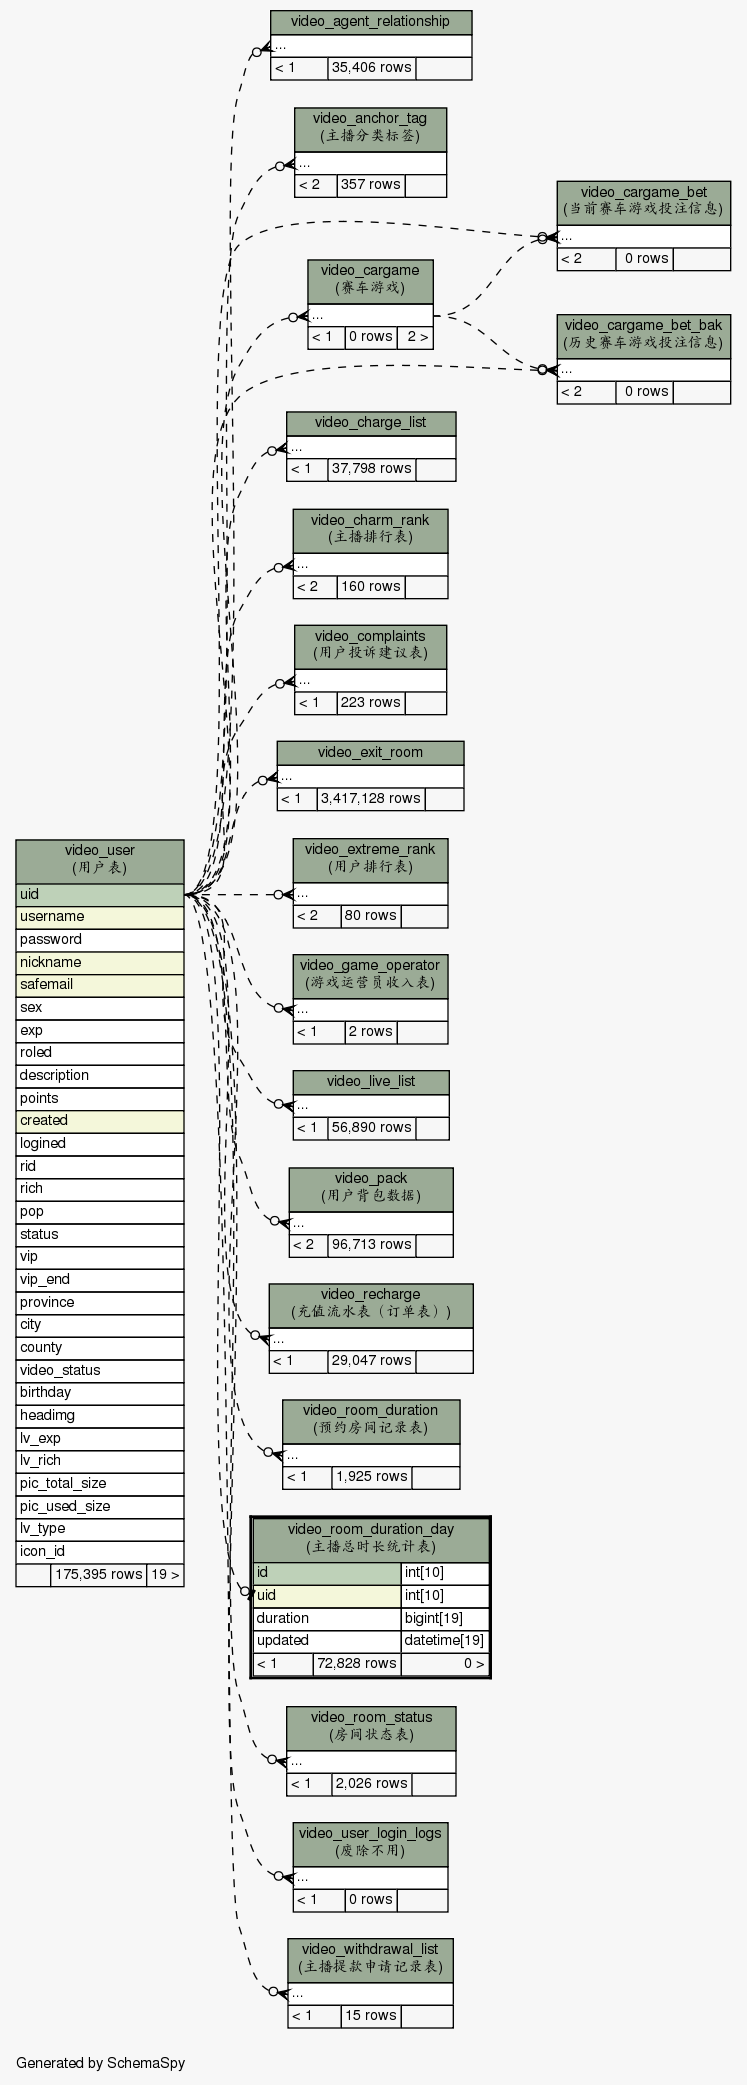 video_agent_relationship
...
< 1 35,406 rows
video_anchor_tag
(主播分类标签)
...
< 2 357 rows
video_cargame_bet
(当前赛车游戏投注信息)
...
< 2 0 rows
video_cargame
(赛车游戏)
...
< 1 0 rows 2 >
video_cargame_bet_bak
(历史赛车游戏投注信息)
...
< 2 0 rows
video_charge_list
...
< 1 37,798 rows
video_charm_rank
(主播排行表)
...
< 2 160 rows
video_complaints
(用户投诉建议表)
...
< 1 223 rows
video_exit_room
...
< 1 3,417,128 rows
video_user
(用户表)
uid
username
password
nickname
safemail
sex
exp
roled
description
points
created
logined
rid
rich
pop
status
vip
vip_end
province
city
county
video_status
birthday
headimg
lv_exp
lv_rich
pic_total_size
pic_used_size
lv_type
icon_id
175,395 rows 19 >
video_extreme_rank
(用户排行表)
...
< 2 80 rows
video_game_operator
(游戏运营员收入表)
...
< 1 2 rows
video_live_list
...
< 1 56,890 rows
video_pack
(用户背包数据)
...
< 2 96,713 rows
video_recharge
(充值流水表（订单表）)
...
< 1 29,047 rows
video_room_duration
(预约房间记录表)
...
< 1 1,925 rows
video_room_duration_day
(主播总时长统计表)
id int[10]
uid int[10]
duration bigint[19]
updated datetime[19]
< 1 72,828 rows 0 >
video_room_status
(房间状态表)
...
< 1 2,026 rows
video_user_login_logs
(废除不用)
...
< 1 0 rows
video_withdrawal_list
(主播提款申请记录表)
...
< 1 15 rows
Generated by SchemaSpy